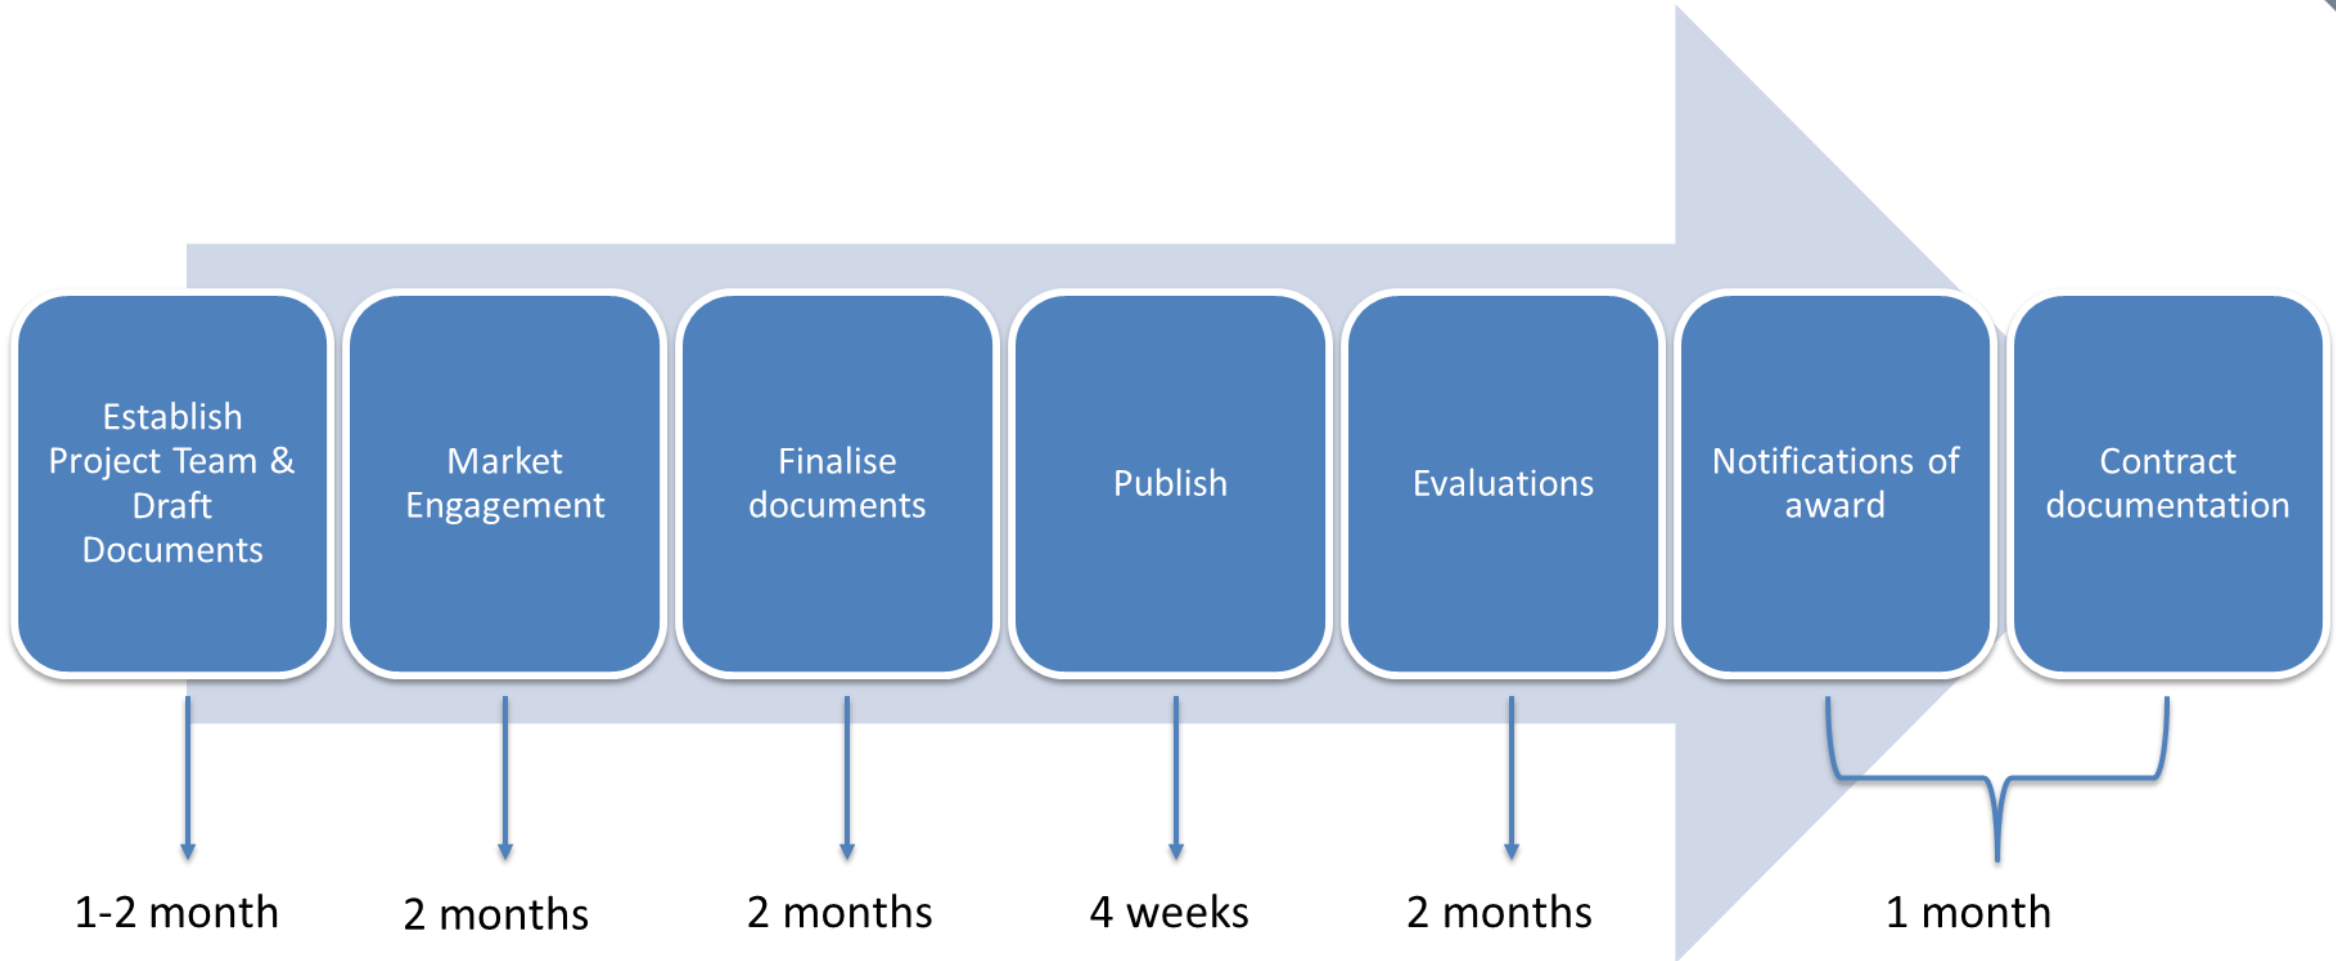 Establish
Project Team &
Draft
Documents
Market
Engagement
Finalise
documents
Publish
Evaluations
Notifications of
award
Contract
documentation
1-2 month
2 months
2 months
4 weeks
2 months
1 month